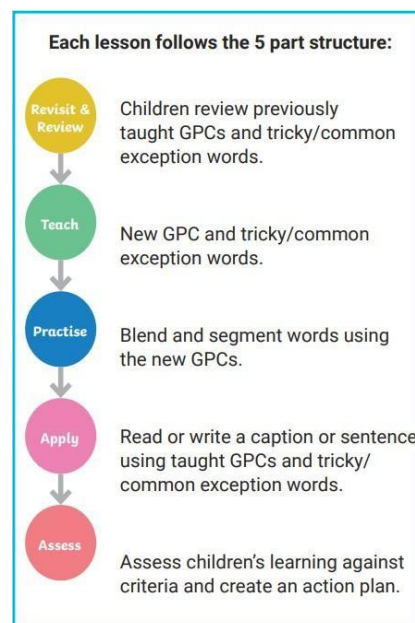 Each lesson follows the 5 part structure:
Revisit &
Review
Children review previously
taught GPCs and tricky/common
exception words.
Teach
New GPC and tricky/common
exception words.
Practise
Blend and segment words using
the new GPCs.
Apply
Read or write a caption or sentence
using taught GPCs and tricky/
common exception words.
Assess
Assess children's learning against
criteria and create an action plan.